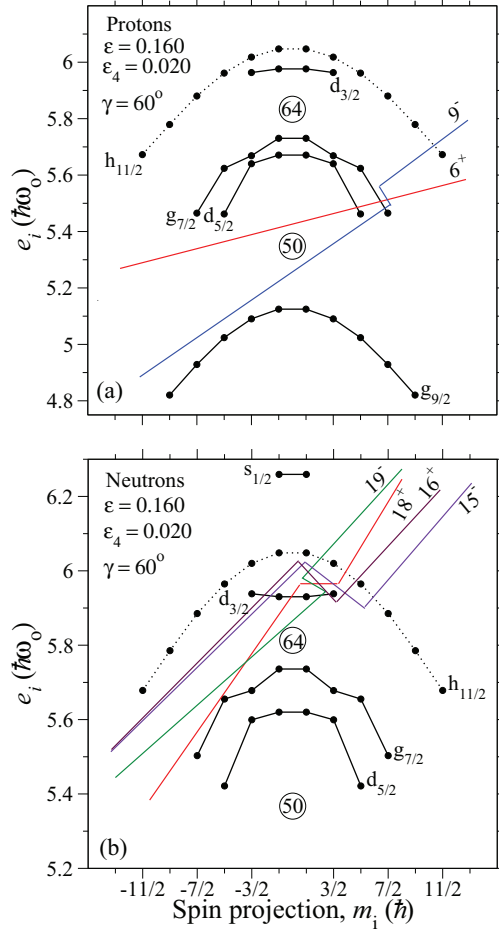 Protons
ε = 0.160
ε₄ = 0.020
γ = 60°
d₃/₂
64
h₁₁/₂
9⁻
6⁺
g₇/₂
d₅/₂
50
g₉/₂
(a)
6
5.8
5.6
5.4
5.2
5
4.8
eᵢ (ħω₀)
Neutrons
ε = 0.160
ε₄ = 0.020
γ = 60°
s₁/₂
19⁻
18⁺
16⁺
15⁻
d₃/₂
64
h₁₁/₂
g₇/₂
d₅/₂
50
(b)
6.2
6
5.8
5.6
5.4
5.2
eᵢ (ħω₀)
-11/2 -7/2 -3/2 3/2 7/2 11/2
Spin projection, mᵢ (ħ)